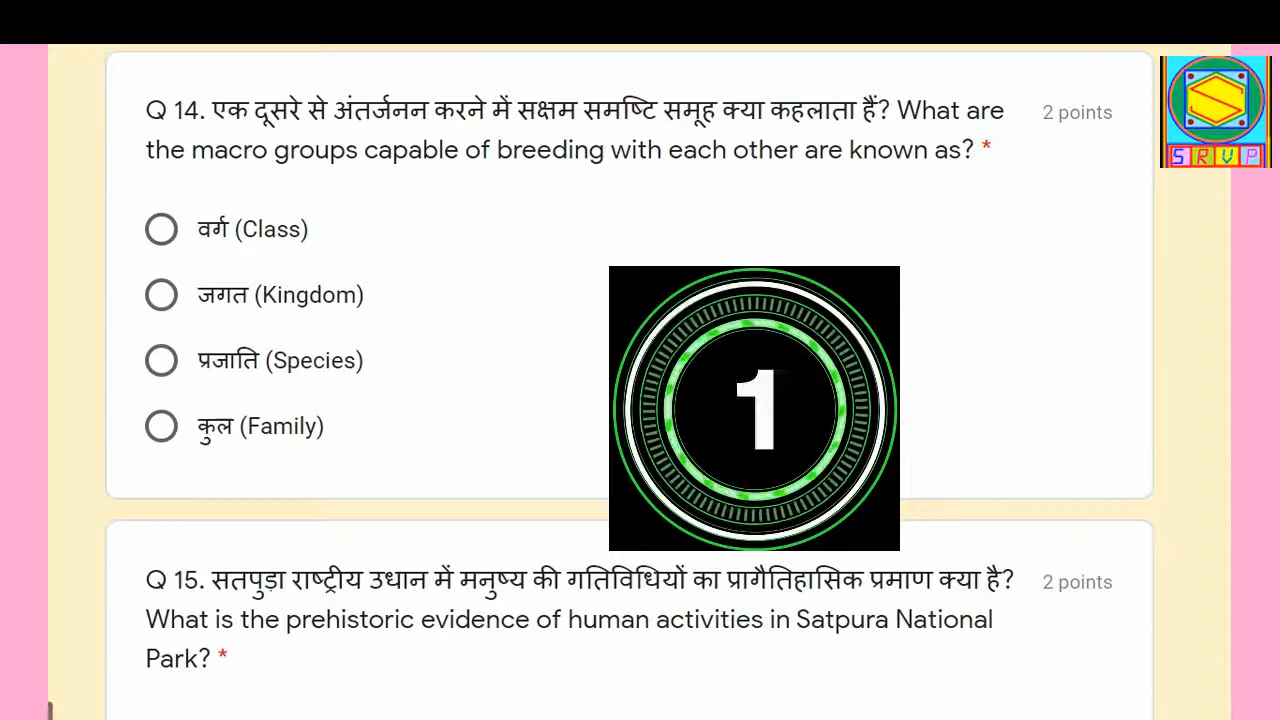 Q 14. एक दूसरे से अंतर्जनन करने में सक्षम समष्टि समूह क्या कहलाता हैं? What are
the macro groups capable of breeding with each other are known as? *
2 points
वर्ग (Class)
जगत (Kingdom)
प्रजाति (Species)
कुल (Family)
1
Q 15. सतपुड़ा राष्ट्रीय उधान में मनुष्य की गतिविधियों का प्रागैतिहासिक प्रमाण क्या है?
What is the prehistoric evidence of human activities in Satpura National
Park? *
2 points
S R V P